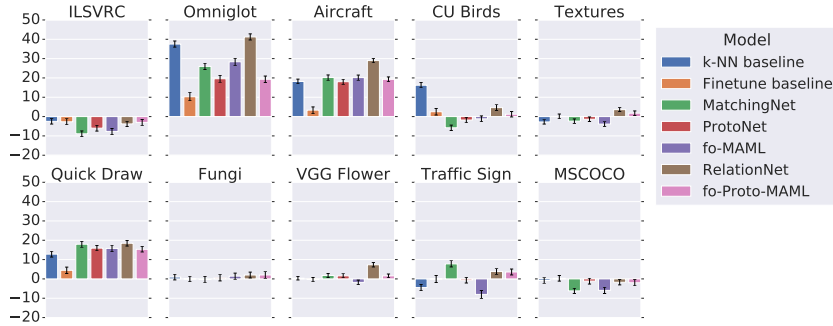 ILSVRC Omniglot Aircraft CU Birds Textures
50
40
30
20
10
0
−10
−20
Quick Draw Fungi VGG Flower Traffic Sign MSCOCO
50
40
30
20
10
0
−10
−20
Model
k-NN baseline
Finetune baseline
MatchingNet
ProtoNet
fo-MAML
RelationNet
fo-Proto-MAML